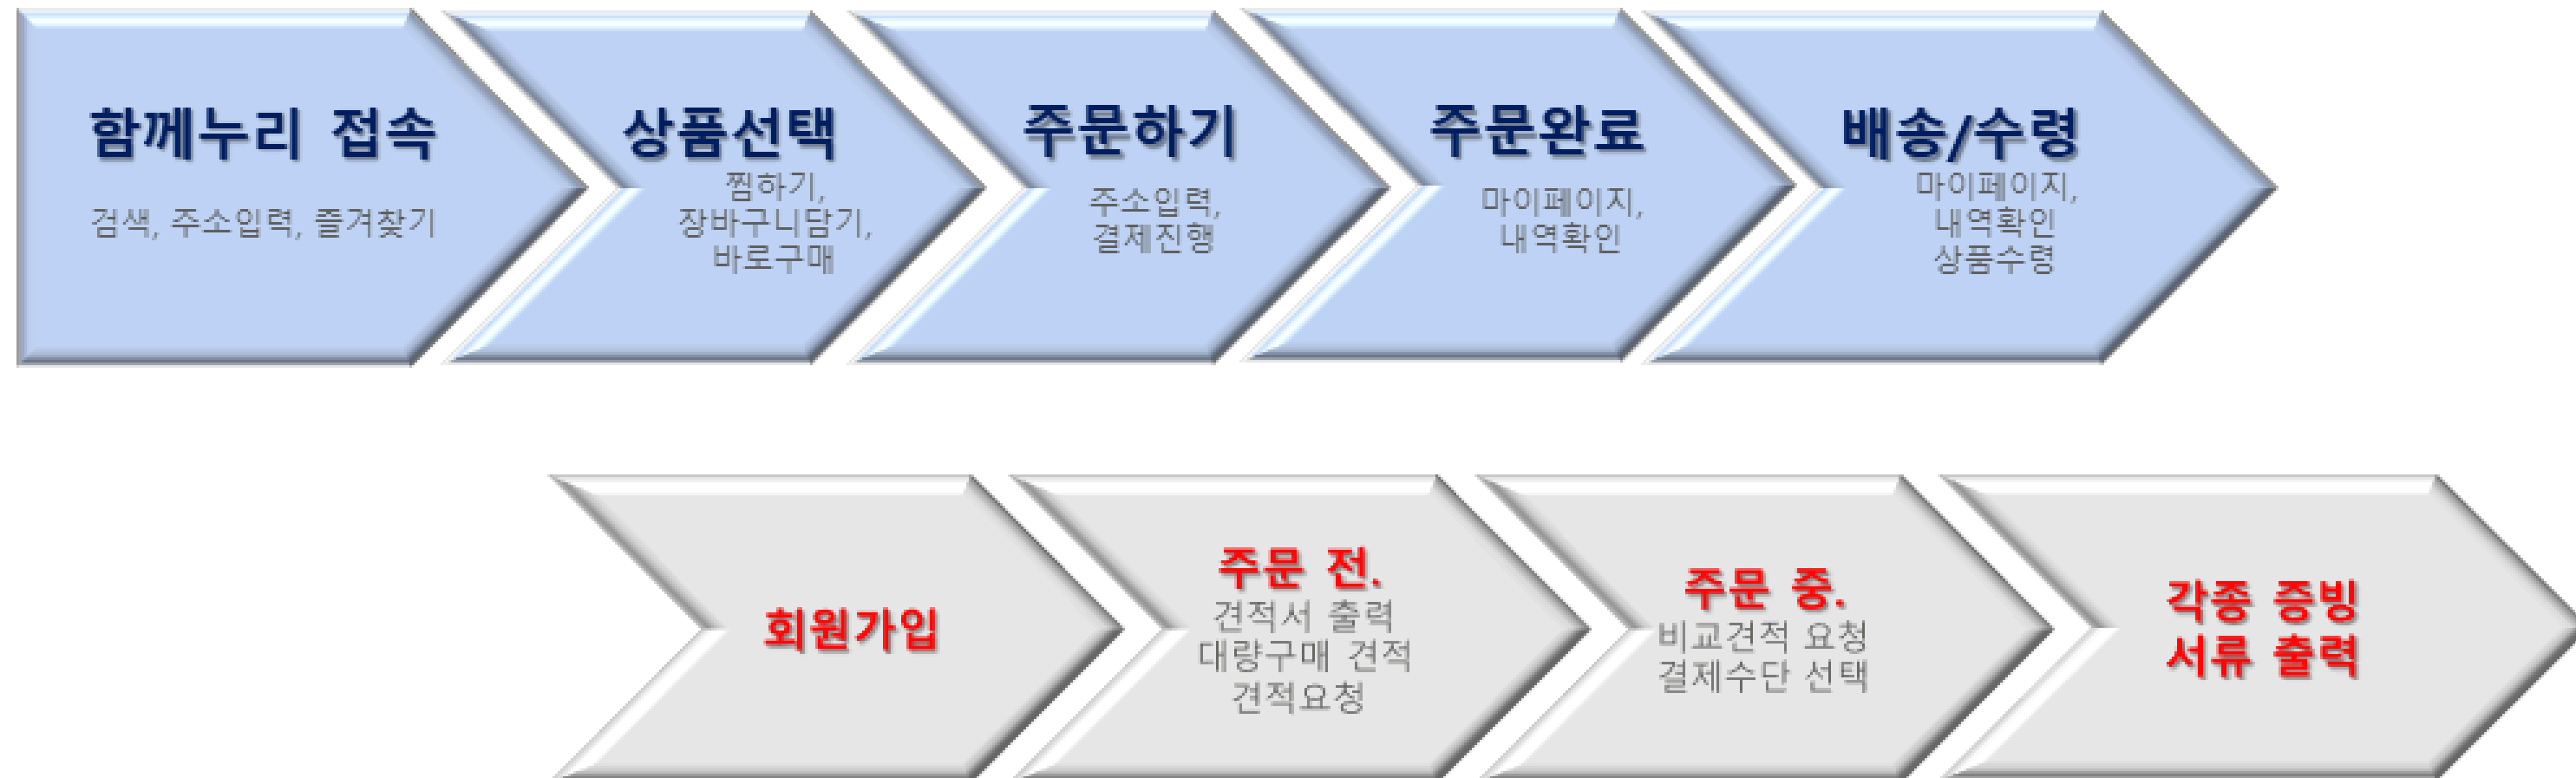 함께누리 접속
검색, 주소입력, 즐겨찾기
상품선택
찜하기,
장바구니담기,
바로구매
주문하기
주소입력,
결제진행
주문완료
마이페이지,
내역확인
배송/수령
마이페이지,
내역확인
상품수령
회원가입
주문 전.
견적서 출력
대량구매 견적
견적요청
주문 중.
비교견적 요청
결제수단 선택
각종 증빙
서류 출력